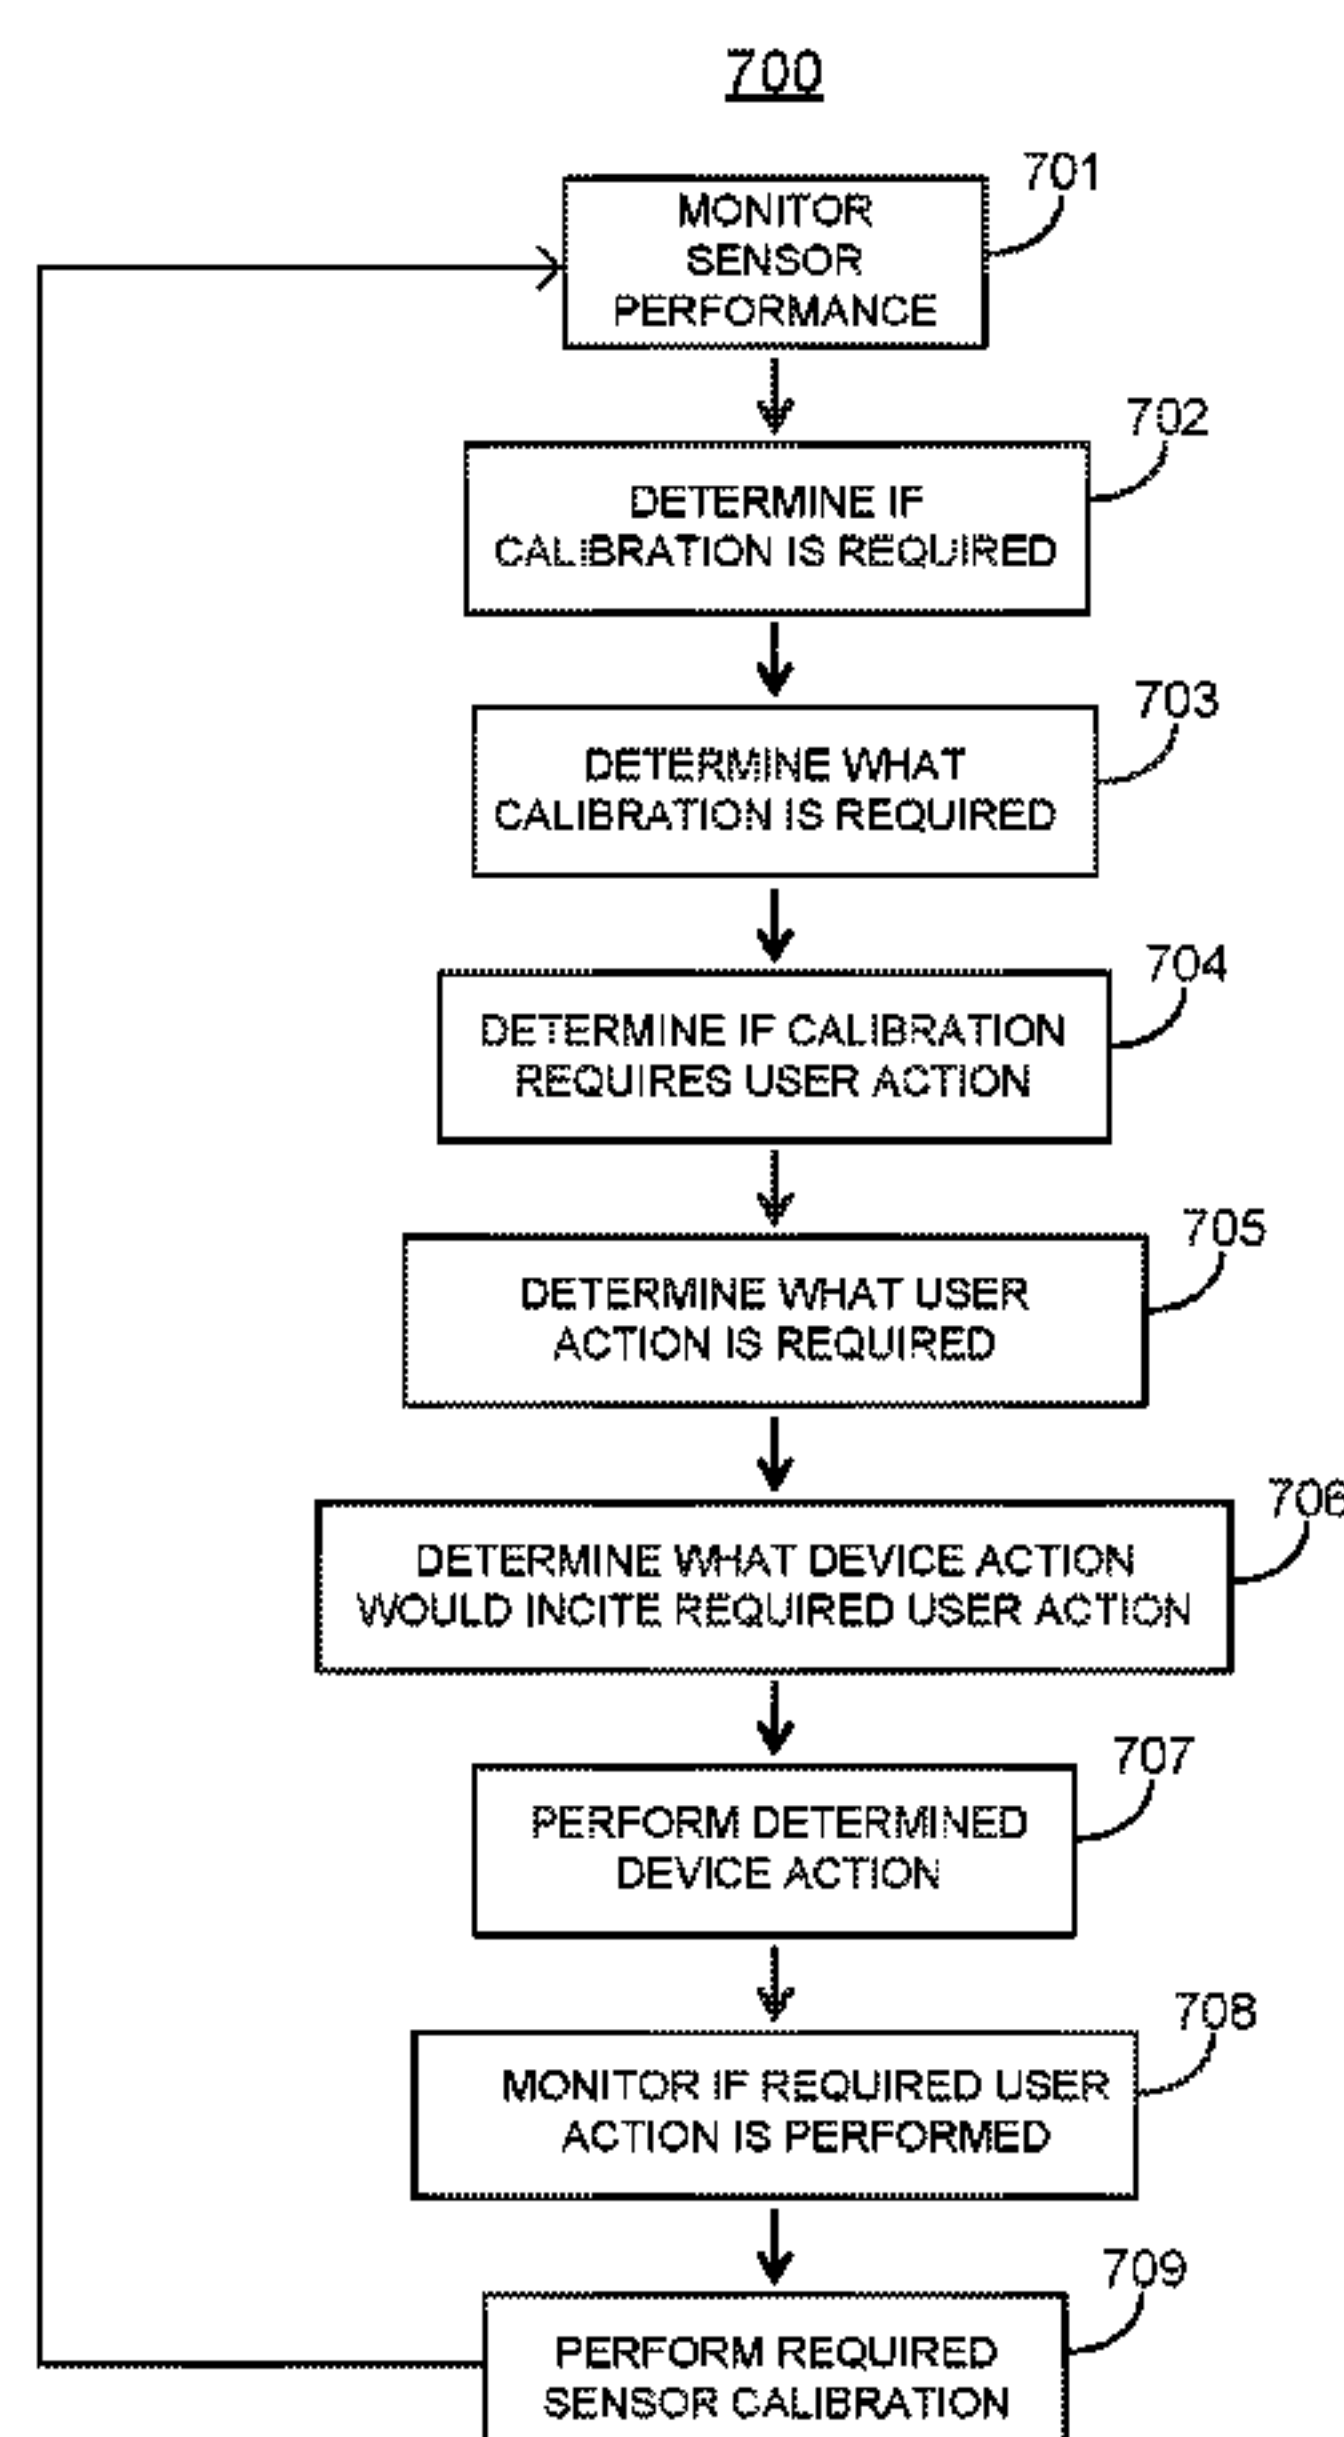 700
701
MONITOR
SENSOR
PERFORMANCE
702
DETERMINE IF
CALIBRATION IS REQUIRED
703
DETERMINE WHAT
CALIBRATION IS REQUIRED
704
DETERMINE IF CALIBRATION
REQUIRES USER ACTION
705
DETERMINE WHAT USER
ACTION IS REQUIRED
706
DETERMINE WHAT DEVICE ACTION
WOULD INCITE REQUIRED USER ACTION
707
PERFORM DETERMINED
DEVICE ACTION
708
MONITOR IF REQUIRED USER
ACTION IS PERFORMED
709
PERFORM REQUIRED
SENSOR CALIBRATION